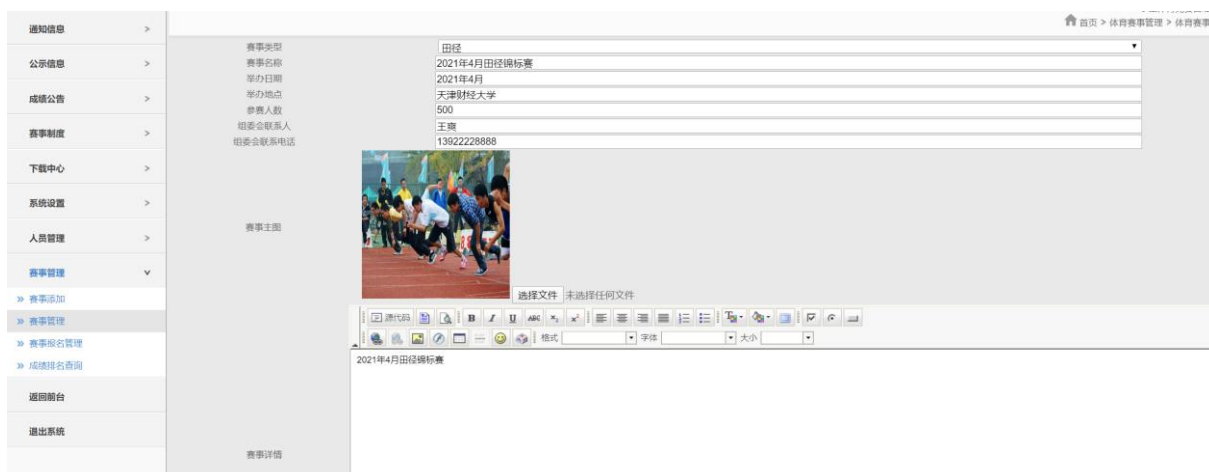 首页 > 体育赛事管理 > 体育赛事
通知信息 >
公示信息 >
成绩公告 >
赛事制度 >
下载中心 >
系统设置 >
人员管理 >
赛事管理 v
» 赛事添加
» 赛事管理
» 赛事报名管理
» 成绩排名查询
返回前台
退出系统
赛事类型 田径
赛事名称 2021年4月田径锦标赛
举办日期 2021年4月
举办地点 天津财经大学
参赛人数 500
组委会联系人 王爽
组委会联系电话 13922228888
赛事主图
选择文件 未选择任何文件
源代码 B I U ABC x₂ x²
格式 字体 大小
2021年4月田径锦标赛
赛事详情